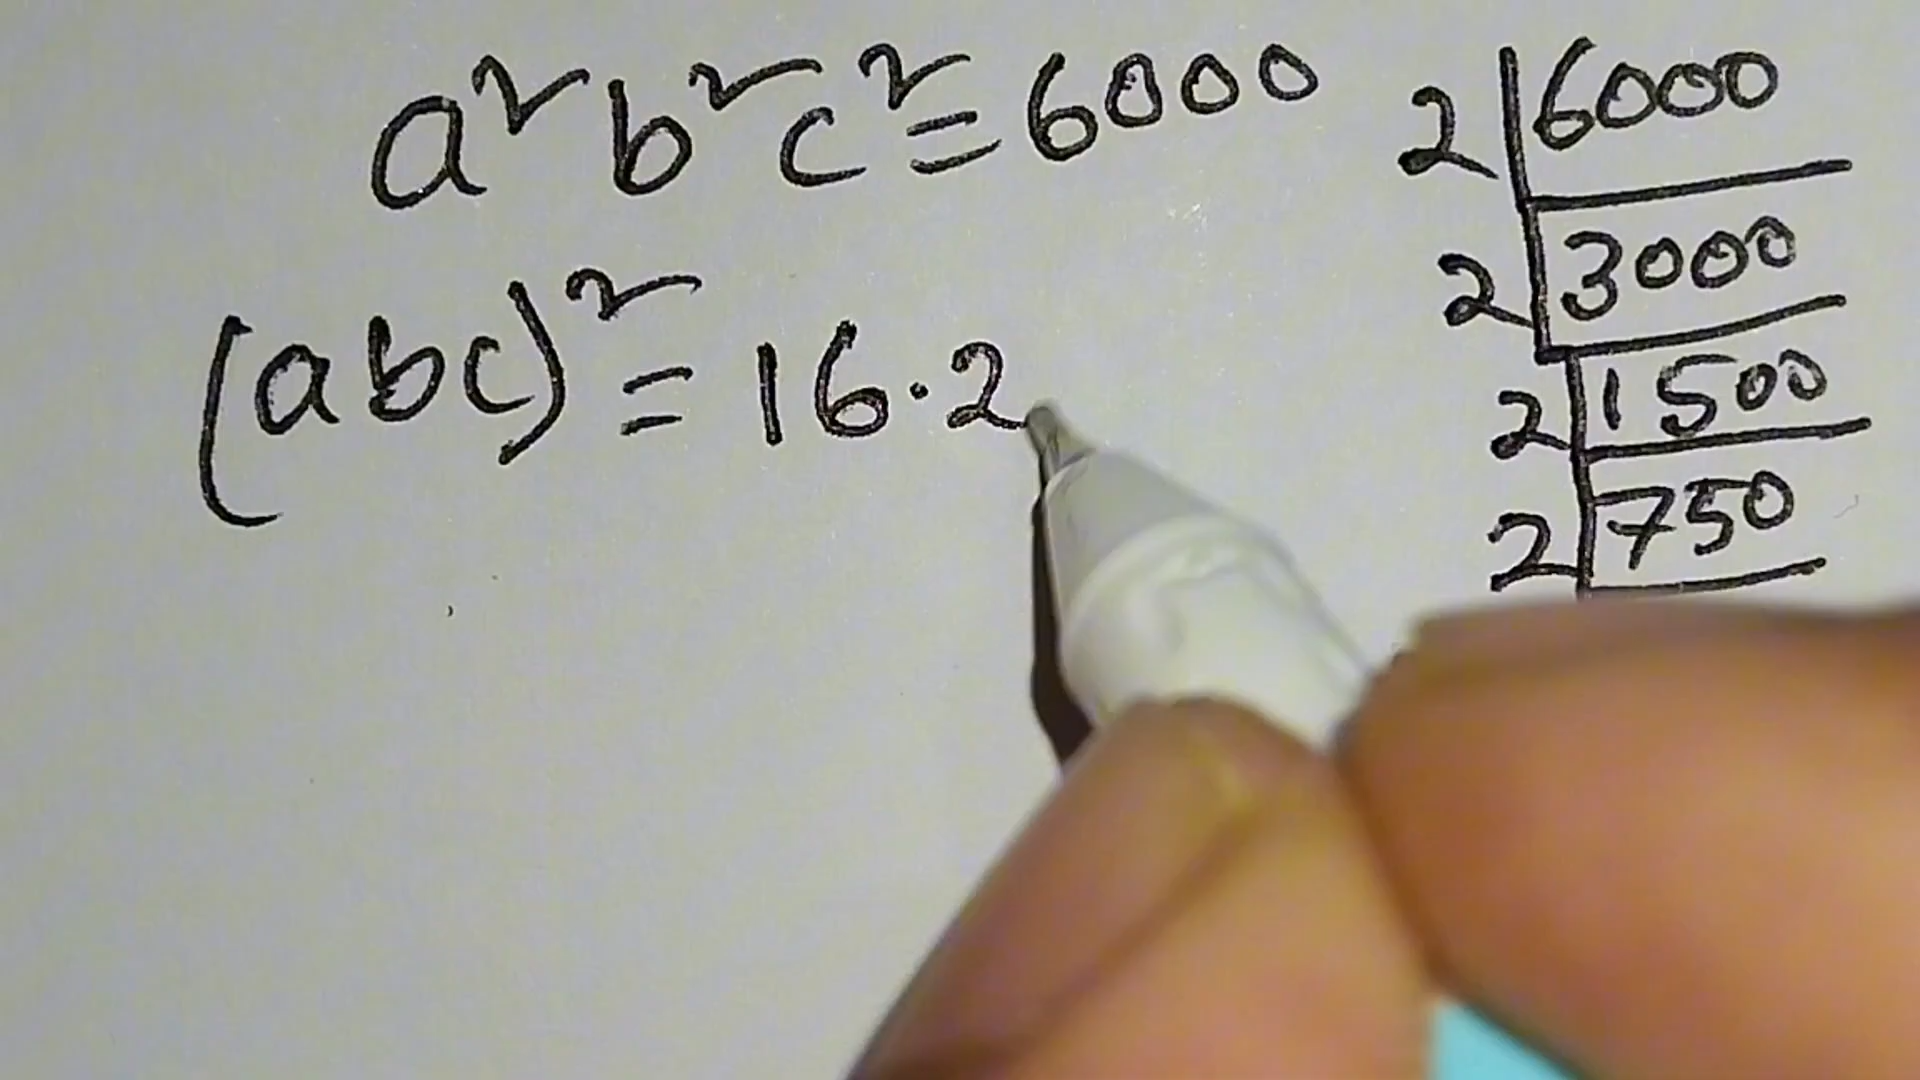 a²b²c² = 6000
(abc)² = 16·2
2 | 6000
2 | 3000
2 | 1500
2 | 750